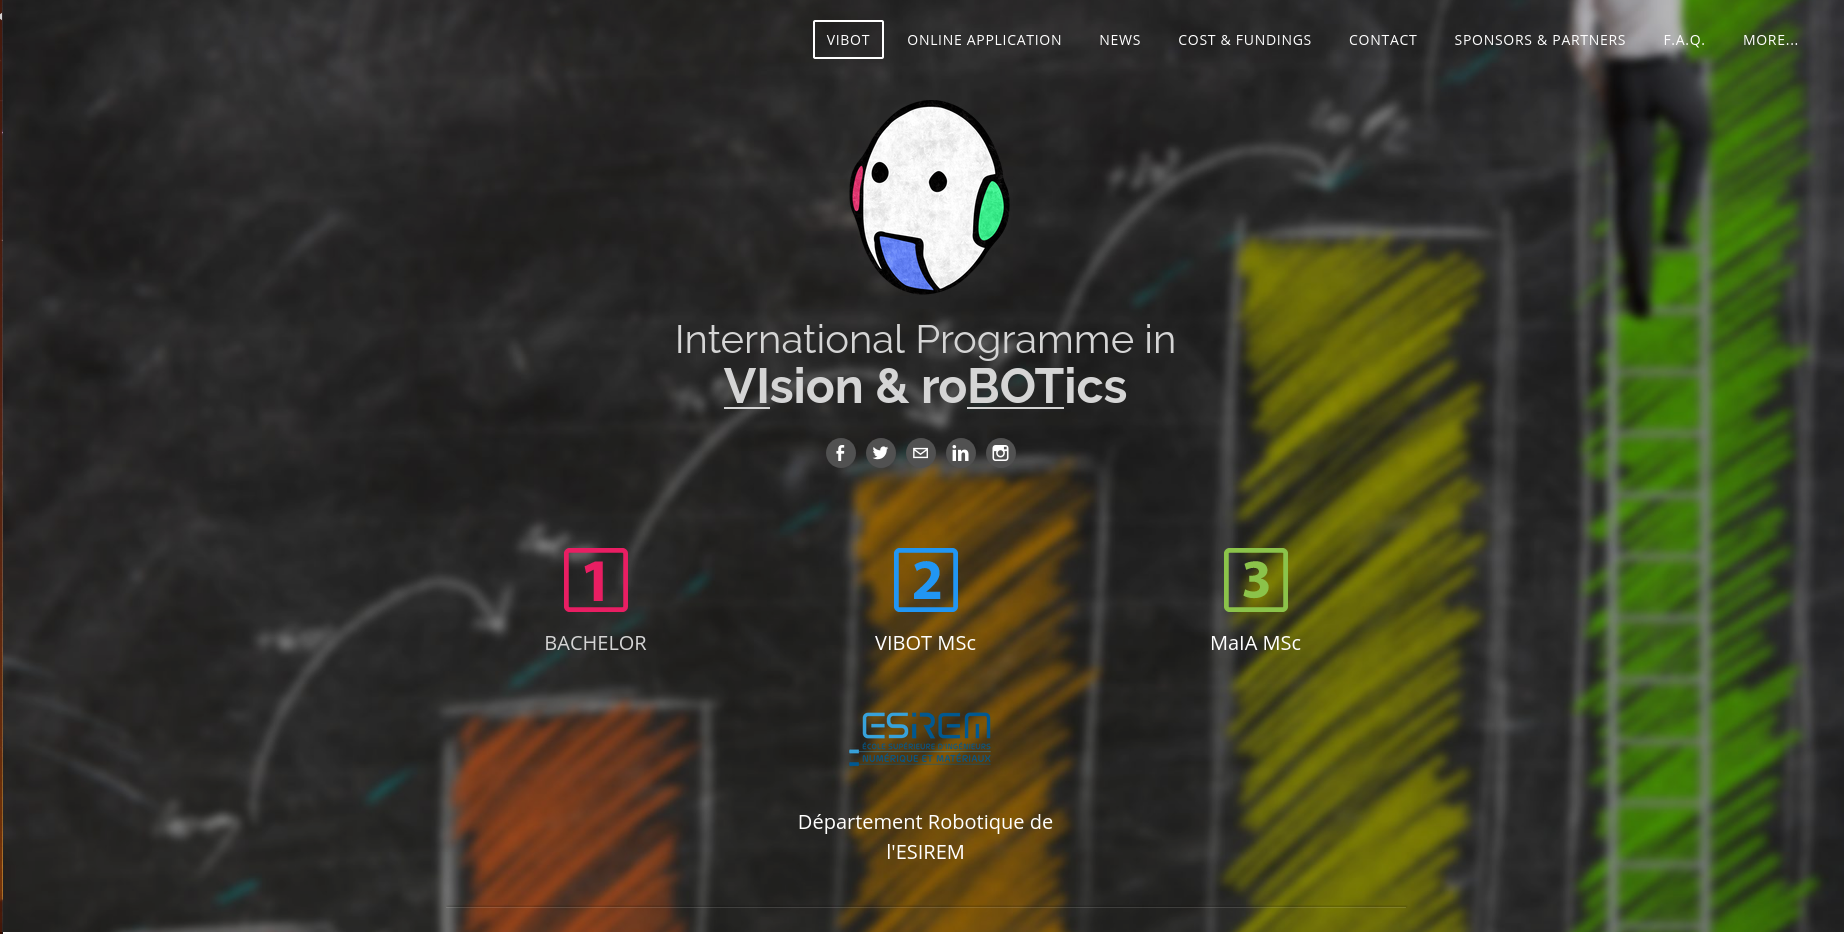 VIBOT ONLINE APPLICATION NEWS COST & FUNDINGS CONTACT SPONSORS & PARTNERS F.A.Q. MORE...
International Programme in
VIsion & roBOTics
1 2 3
BACHELOR VIBOT MSc MaIA MSc
ESIREM
Département Robotique de
l'ESIREM